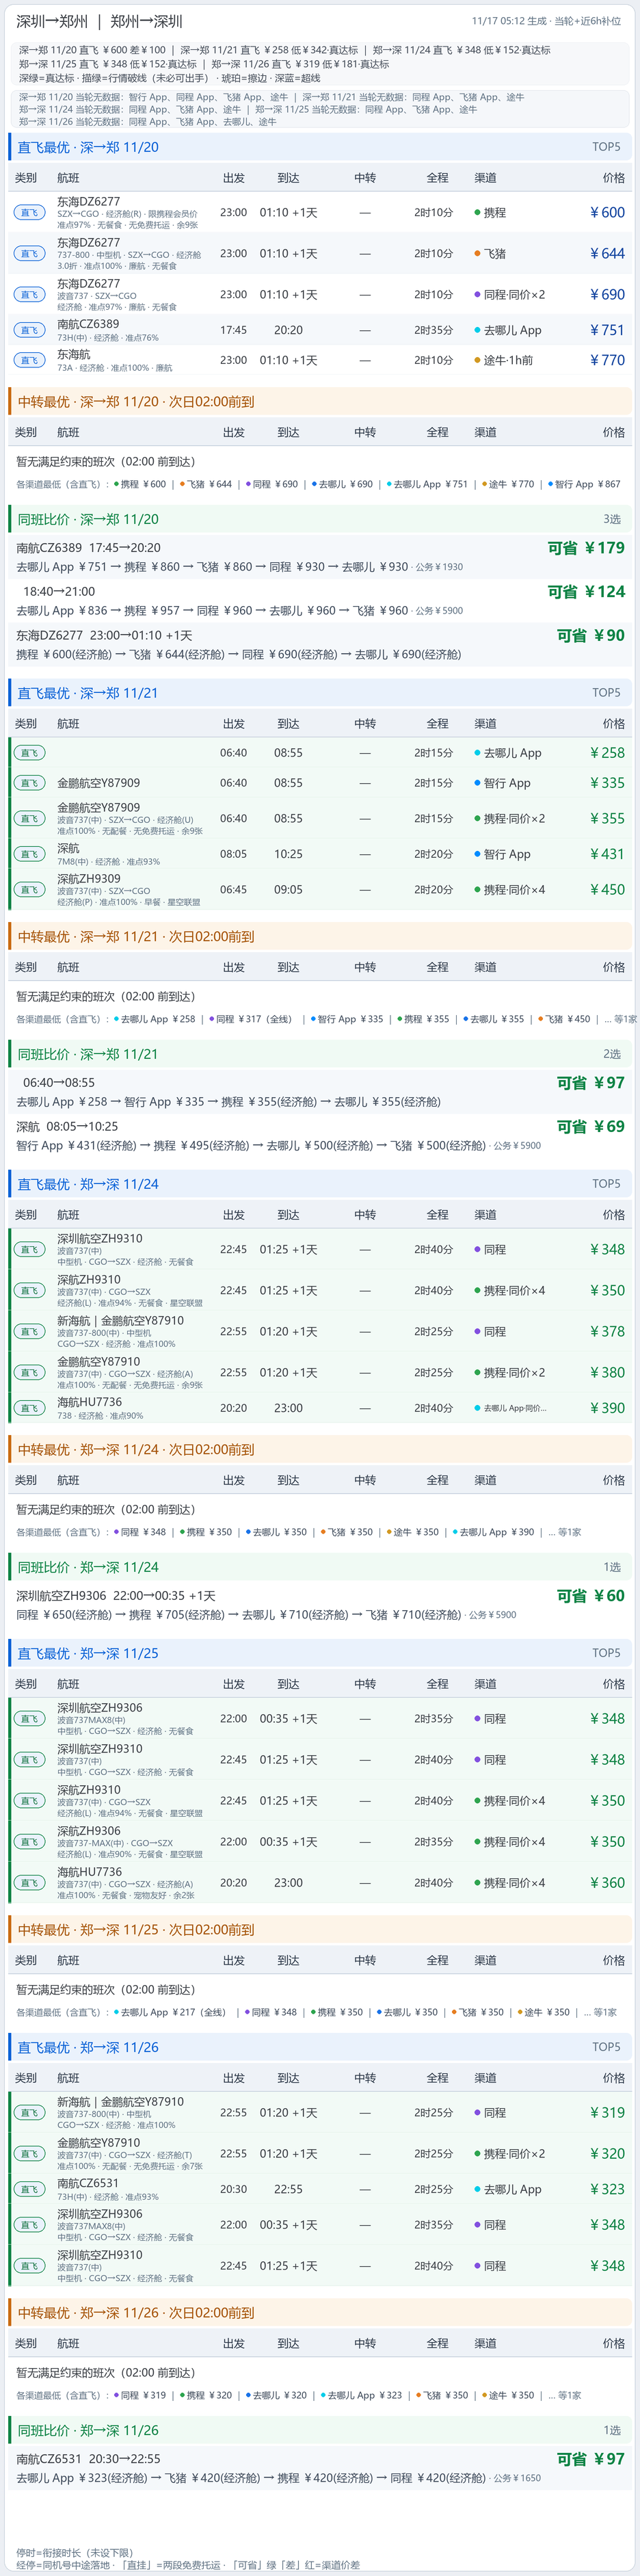 深圳→郑州 | 郑州→深圳
11/17 05:12 生成 · 当轮+近6h补位
深→郑 11/20 直飞 ¥600 差¥100 | 深→郑 11/21 直飞 ¥258 低¥342·真达标 | 郑→深 11/24 直飞 ¥348 低¥152·真达标
郑→深 11/25 直飞 ¥348 低¥152·真达标 | 郑→深 11/26 直飞 ¥319 低¥181·真达标
深绿=真达标 · 描绿=行情破线（未必可出手） · 琥珀=擦边 · 深蓝=超线
深→郑 11/20 当轮无数据：智行 App、同程 App、飞猪 App、途牛 | 深→郑 11/21 当轮无数据：同程 App、飞猪 App、途牛
郑→深 11/24 当轮无数据：同程 App、飞猪 App、途牛 | 郑→深 11/25 当轮无数据：同程 App、飞猪 App、途牛
郑→深 11/26 当轮无数据：同程 App、飞猪 App、去哪儿、途牛
直飞最优 · 深→郑 11/20 TOP5
类别 航班 出发 到达 中转 全程 渠道 价格
东海DZ6277
直飞 SZX→CGO · 经济舱(R) · 限携程会员价 23:00 01:10 +1天 — 2时10分 携程 ¥600
准点97% · 无餐食 · 无免费托运 · 余9张
东海DZ6277
直飞 737-800 · 中型机 · SZX→CGO · 经济舱 23:00 01:10 +1天 — 2时10分 飞猪 ¥644
3.0折 · 准点100% · 廉航 · 无餐食
东海DZ6277
直飞 波音737 · SZX→CGO 23:00 01:10 +1天 — 2时10分 同程·同价×2 ¥690
经济舱 · 准点97% · 廉航 · 无餐食
直飞 南航CZ6389 17:45 20:20 — 2时35分 去哪儿 App ¥751
73H(中) · 经济舱 · 准点76%
直飞 东海航 23:00 01:10 +1天 — 2时10分 途牛·1h前 ¥770
73A · 经济舱 · 准点100% · 廉航
中转最优 · 深→郑 11/20 · 次日02:00前到
类别 航班 出发 到达 中转 全程 渠道 价格
暂无满足约束的班次（02:00 前到达）
各渠道最低（含直飞）: 携程 ¥600 | 飞猪 ¥644 | 同程 ¥690 | 去哪儿 ¥690 | 去哪儿 App ¥751 | 途牛 ¥770 | 智行 App ¥867
同班比价 · 深→郑 11/20 3选
南航CZ6389 17:45→20:20 可省 ¥179
去哪儿 App ¥751 → 携程 ¥860 → 飞猪 ¥860 → 同程 ¥930 → 去哪儿 ¥930 · 公务¥1930
18:40→21:00 可省 ¥124
去哪儿 App ¥836 → 携程 ¥957 → 同程 ¥960 → 去哪儿 ¥960 → 飞猪 ¥960 · 公务¥5900
东海DZ6277 23:00→01:10 +1天 可省 ¥90
携程 ¥600(经济舱) → 飞猪 ¥644(经济舱) → 同程 ¥690(经济舱) → 去哪儿 ¥690(经济舱)
直飞最优 · 深→郑 11/21 TOP5
类别 航班 出发 到达 中转 全程 渠道 价格
直飞 06:40 08:55 — 2时15分 去哪儿 App ¥258
直飞 金鹏航空Y87909 06:40 08:55 — 2时15分 智行 App ¥335
金鹏航空Y87909
直飞 波音737(中) · SZX→CGO · 经济舱(U) 06:40 08:55 — 2时15分 携程·同价×2 ¥355
准点100% · 无配餐 · 无免费托运 · 余9张
直飞 深航 08:05 10:25 — 2时20分 智行 App ¥431
7M8(中) · 经济舱 · 准点93%
深航ZH9309
直飞 波音737(中) · SZX→CGO 06:45 09:05 — 2时20分 携程·同价×4 ¥450
经济舱(P) · 准点100% · 早餐 · 星空联盟
中转最优 · 深→郑 11/21 · 次日02:00前到
类别 航班 出发 到达 中转 全程 渠道 价格
暂无满足约束的班次（02:00 前到达）
各渠道最低（含直飞）: 去哪儿 App ¥258 | 同程 ¥317（全线） | 智行 App ¥335 | 携程 ¥355 | 去哪儿 ¥355 | 飞猪 ¥450 | … 等1家
同班比价 · 深→郑 11/21 2选
06:40→08:55 可省 ¥97
去哪儿 App ¥258 → 智行 App ¥335 → 携程 ¥355(经济舱) → 去哪儿 ¥355(经济舱)
深航 08:05→10:25 可省 ¥69
智行 App ¥431(经济舱) → 携程 ¥495(经济舱) → 去哪儿 ¥500(经济舱) → 飞猪 ¥500(经济舱) · 公务¥5900
直飞最优 · 郑→深 11/24 TOP5
类别 航班 出发 到达 中转 全程 渠道 价格
深圳航空ZH9310
直飞 波音737(中) 22:45 01:25 +1天 — 2时40分 同程 ¥348
中型机 · CGO→SZX · 经济舱 · 无餐食
深航ZH9310
直飞 波音737(中) · CGO→SZX 22:45 01:25 +1天 — 2时40分 携程·同价×4 ¥350
经济舱(L) · 准点94% · 无餐食 · 星空联盟
新海航 | 金鹏航空Y87910
直飞 波音737-800(中) · 中型机 22:55 01:20 +1天 — 2时25分 同程 ¥378
CGO→SZX · 经济舱 · 准点100%
金鹏航空Y87910
直飞 波音737(中) · CGO→SZX · 经济舱(A) 22:55 01:20 +1天 — 2时25分 携程·同价×2 ¥380
准点100% · 无配餐 · 无免费托运 · 余9张
直飞 海航HU7736 20:20 23:00 — 2时40分 去哪儿 App·同价… ¥390
738 · 经济舱 · 准点90%
中转最优 · 郑→深 11/24 · 次日02:00前到
类别 航班 出发 到达 中转 全程 渠道 价格
暂无满足约束的班次（02:00 前到达）
各渠道最低（含直飞）: 同程 ¥348 | 携程 ¥350 | 去哪儿 ¥350 | 飞猪 ¥350 | 途牛 ¥350 | 去哪儿 App ¥390 | … 等1家
同班比价 · 郑→深 11/24 1选
深圳航空ZH9306 22:00→00:35 +1天 可省 ¥60
同程 ¥650(经济舱) → 携程 ¥705(经济舱) → 去哪儿 ¥710(经济舱) → 飞猪 ¥710(经济舱) · 公务¥5900
直飞最优 · 郑→深 11/25 TOP5
类别 航班 出发 到达 中转 全程 渠道 价格
深圳航空ZH9306
直飞 波音737MAX8(中) 22:00 00:35 +1天 — 2时35分 同程 ¥348
中型机 · CGO→SZX · 经济舱 · 无餐食
深圳航空ZH9310
直飞 波音737(中) 22:45 01:25 +1天 — 2时40分 同程 ¥348
中型机 · CGO→SZX · 经济舱 · 无餐食
深航ZH9310
直飞 波音737(中) · CGO→SZX 22:45 01:25 +1天 — 2时40分 携程·同价×4 ¥350
经济舱(L) · 准点94% · 无餐食 · 星空联盟
深航ZH9306
直飞 波音737-MAX(中) · CGO→SZX 22:00 00:35 +1天 — 2时35分 携程·同价×4 ¥350
经济舱(L) · 准点90% · 无餐食 · 星空联盟
海航HU7736
直飞 波音737(中) · CGO→SZX · 经济舱(A) 20:20 23:00 — 2时40分 携程·同价×4 ¥360
准点100% · 无餐食 · 宠物友好 · 余2张
中转最优 · 郑→深 11/25 · 次日02:00前到
类别 航班 出发 到达 中转 全程 渠道 价格
暂无满足约束的班次（02:00 前到达）
各渠道最低（含直飞）: 去哪儿 App ¥217（全线） | 同程 ¥348 | 携程 ¥350 | 去哪儿 ¥350 | 飞猪 ¥350 | 途牛 ¥350 | … 等1家
直飞最优 · 郑→深 11/26 TOP5
类别 航班 出发 到达 中转 全程 渠道 价格
新海航 | 金鹏航空Y87910
直飞 波音737-800(中) · 中型机 22:55 01:20 +1天 — 2时25分 同程 ¥319
CGO→SZX · 经济舱 · 准点100%
金鹏航空Y87910
直飞 波音737(中) · CGO→SZX · 经济舱(T) 22:55 01:20 +1天 — 2时25分 携程·同价×2 ¥320
准点100% · 无配餐 · 无免费托运 · 余7张
直飞 南航CZ6531 20:30 22:55 — 2时25分 去哪儿 App ¥323
73H(中) · 经济舱 · 准点93%
深圳航空ZH9306
直飞 波音737MAX8(中) 22:00 00:35 +1天 — 2时35分 同程 ¥348
中型机 · CGO→SZX · 经济舱 · 无餐食
深圳航空ZH9310
直飞 波音737(中) 22:45 01:25 +1天 — 2时40分 同程 ¥348
中型机 · CGO→SZX · 经济舱 · 无餐食
中转最优 · 郑→深 11/26 · 次日02:00前到
类别 航班 出发 到达 中转 全程 渠道 价格
暂无满足约束的班次（02:00 前到达）
各渠道最低（含直飞）: 同程 ¥319 | 携程 ¥320 | 去哪儿 ¥320 | 去哪儿 App ¥323 | 飞猪 ¥350 | 途牛 ¥350 | … 等1家
同班比价 · 郑→深 11/26 1选
南航CZ6531 20:30→22:55 可省 ¥97
去哪儿 App ¥323(经济舱) → 飞猪 ¥420(经济舱) → 携程 ¥420(经济舱) → 同程 ¥420(经济舱) · 公务¥1650
停时=衔接时长（未设下限）
经停=同机号中途落地 · 「直挂」=两段免费托运 · 「可省」绿「差」红=渠道价差